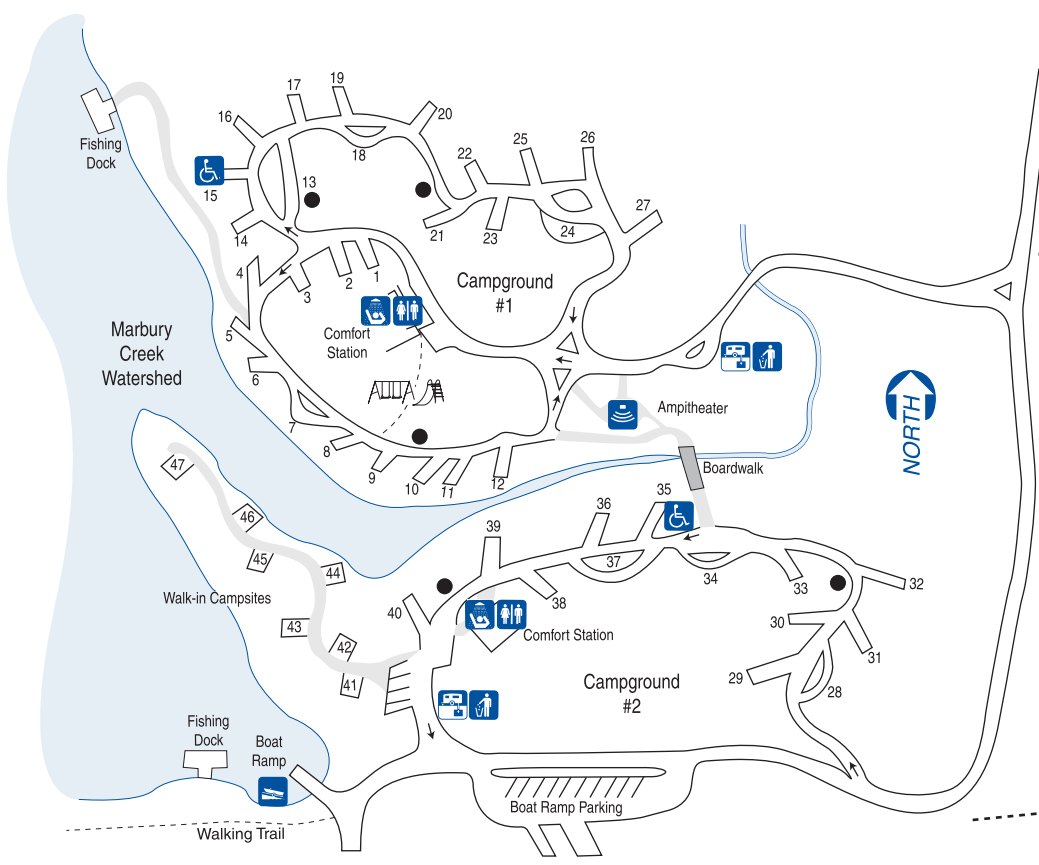 19
17
20
16
18
25
26
22
Fishing
Dock
15
13
27
21
23
24
14
4
3
2
1
Campground
#1
5
Comfort
Station
Marbury
Creek
Watershed
6
7
8
9
10
11
12
Ampitheater
NORTH
Boardwalk
47
46
45
44
Walk-in Campsites
43
42
41
40
39
36
35
37
34
38
33
32
Comfort Station
30
31
29
28
Campground
#2
Fishing
Dock
Boat
Ramp
Boat Ramp Parking
Walking Trail